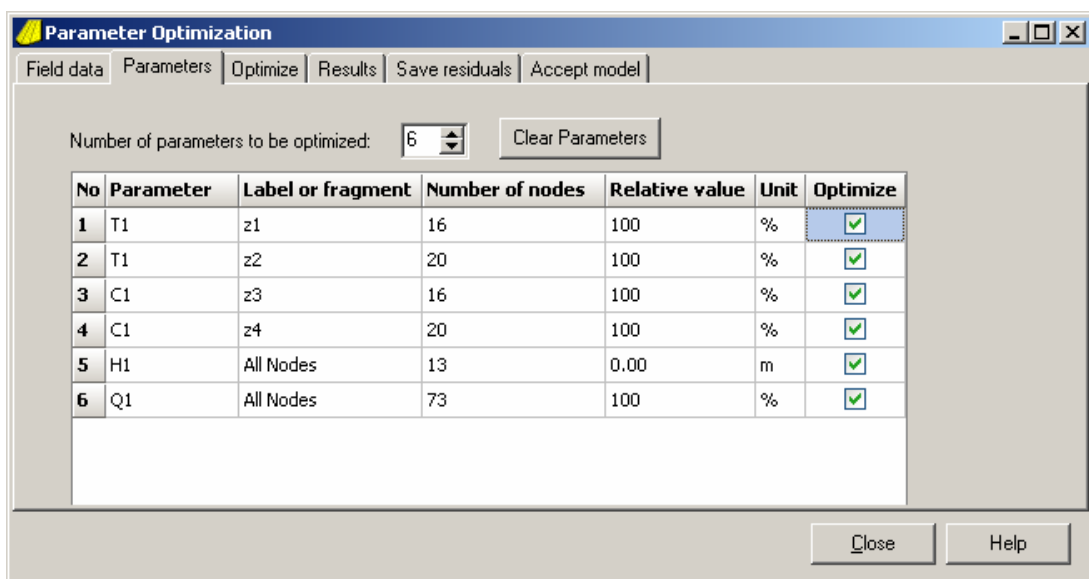 Parameter Optimization
Field data Parameters Optimize Results Save residuals Accept model
Number of parameters to be optimized: 6 Clear Parameters
No Parameter Label or fragment Number of nodes Relative value Unit Optimize
1 T1 z1 16 100 %
2 T1 z2 20 100 %
3 C1 z3 16 100 %
4 C1 z4 20 100 %
5 H1 All Nodes 13 0.00 m
6 Q1 All Nodes 73 100 %
Close Help